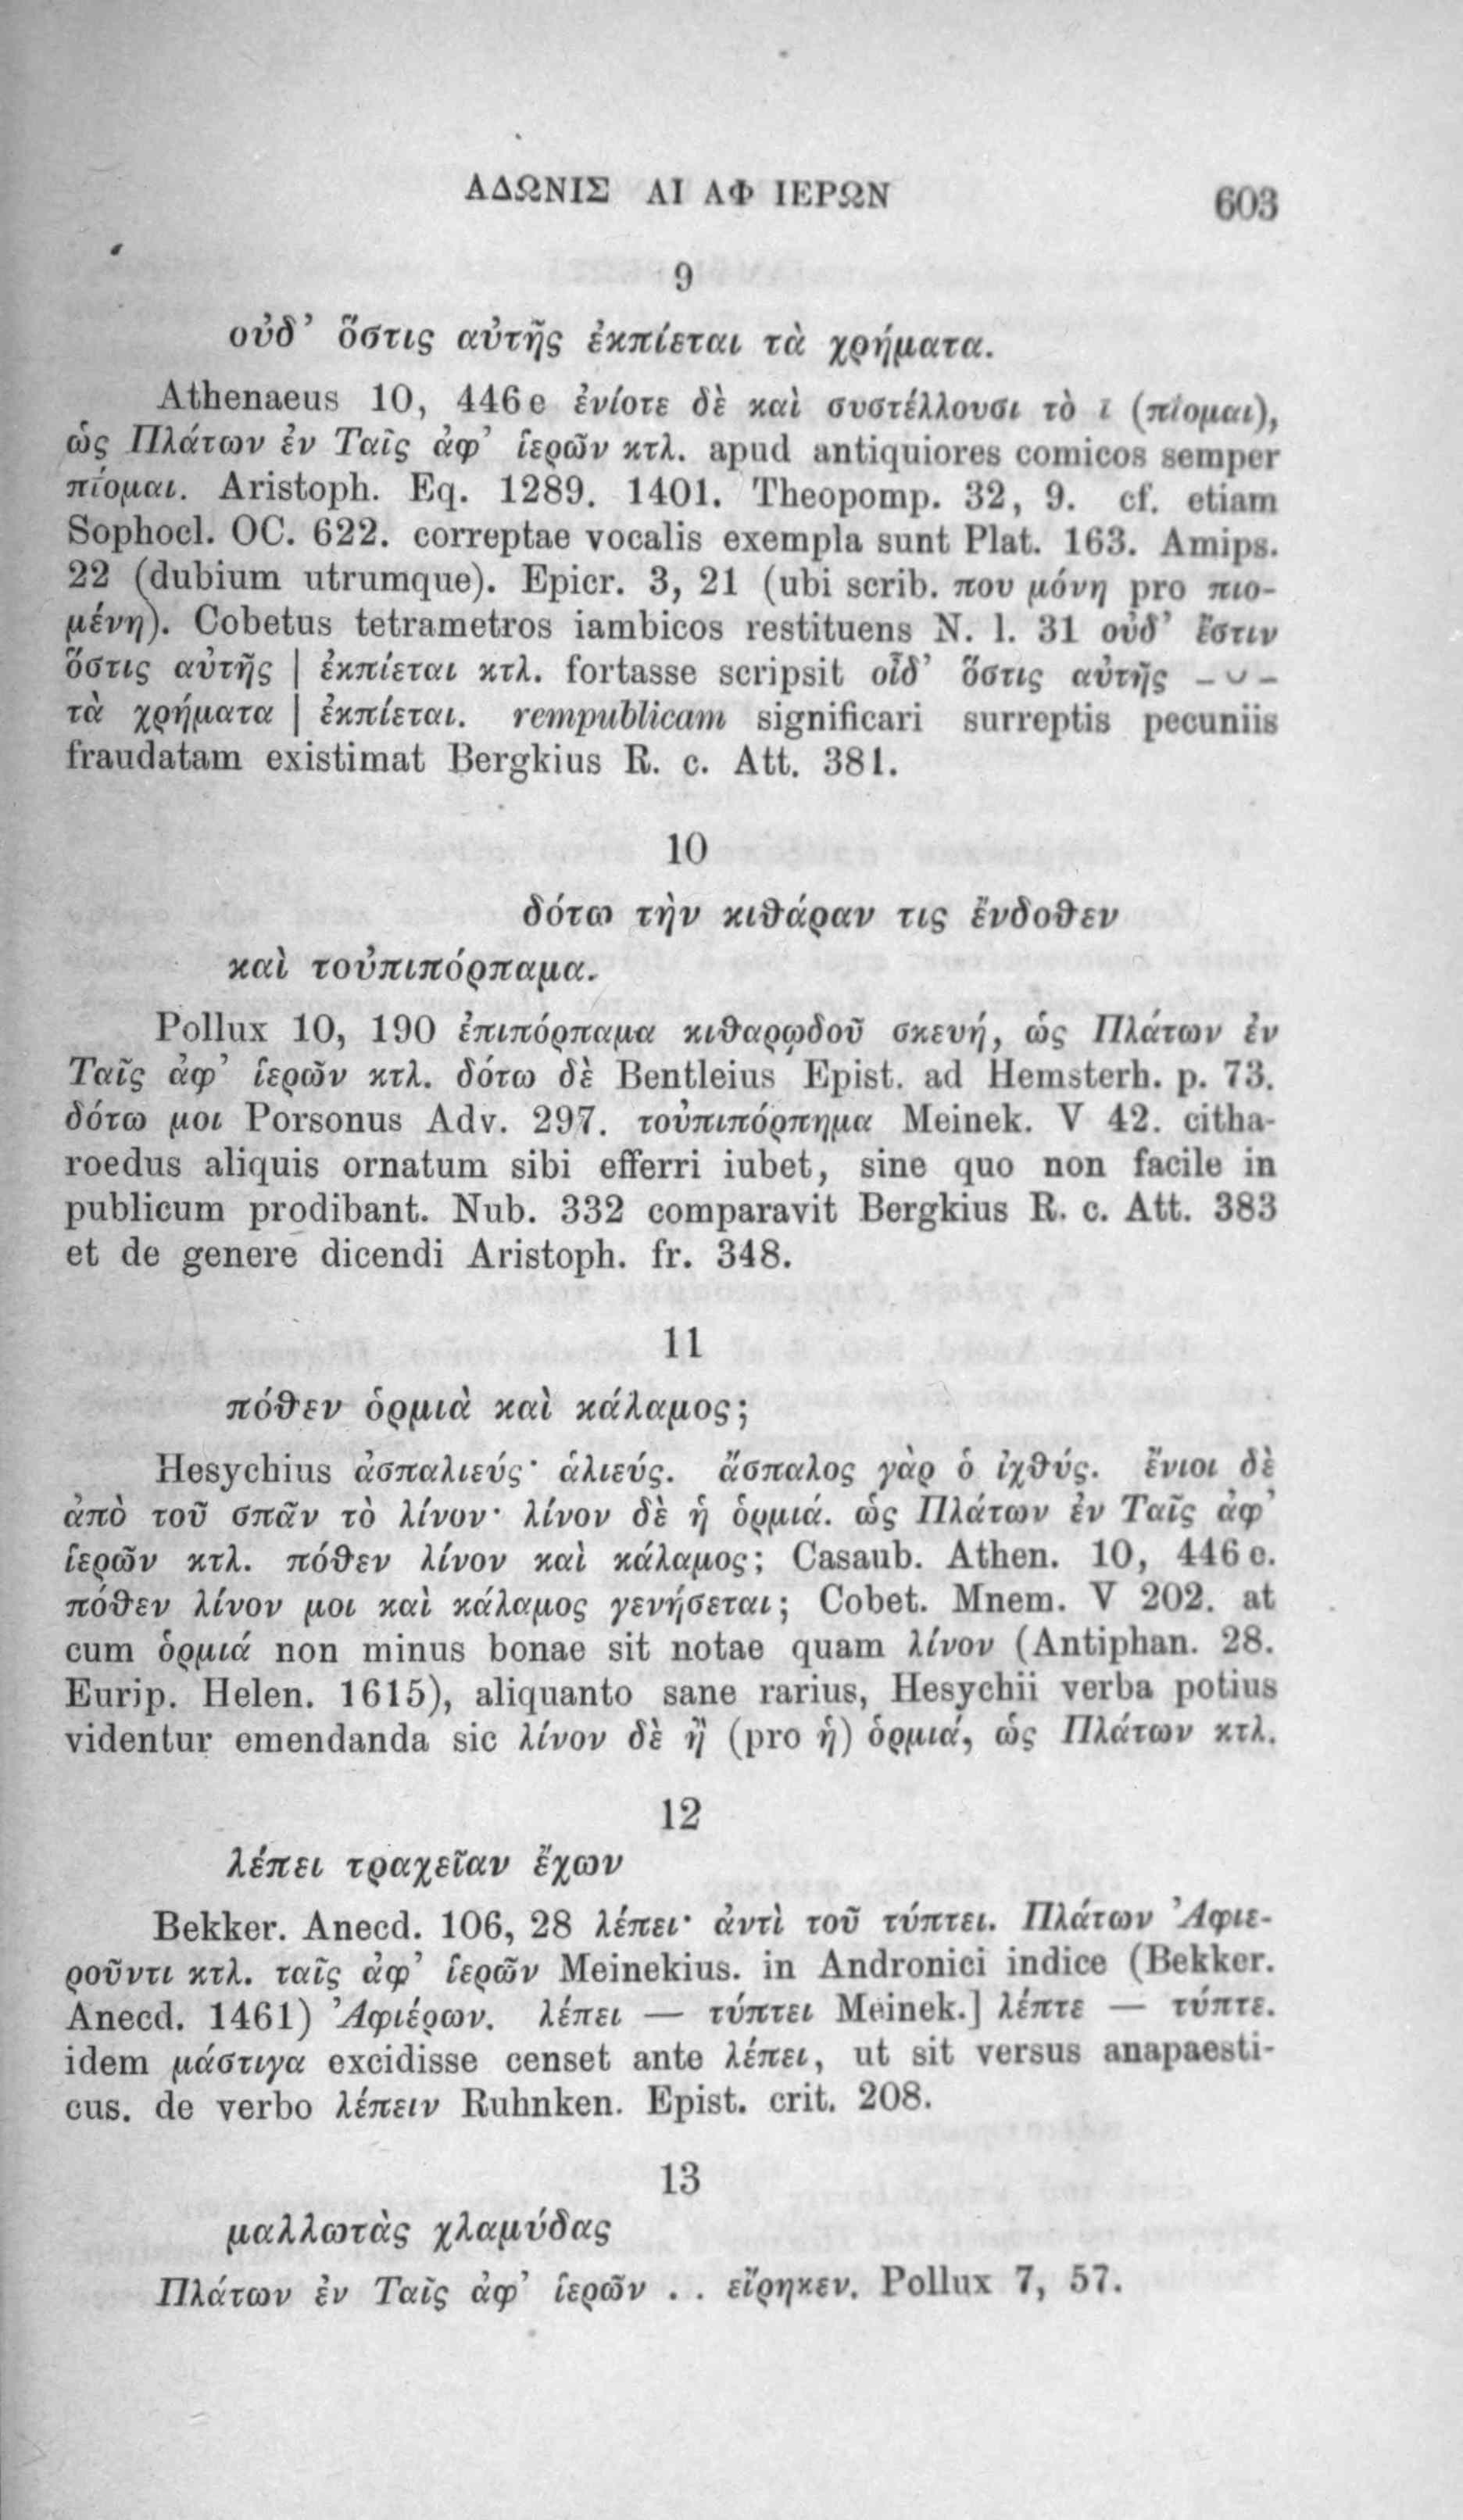 ΑΔΩΝΙΣ ΑΙ ΑΦ ΙΕΡΩΝ 603
9
οὐδ’ ὅστις αὐτῆς ἐκπίεται τὰ χρήματα.
Athenaeus 10, 446e ἐνίοτε δὲ καὶ συστέλλουσι τὸ ι (πίομαι),
ὡς Πλάτων ἐν Ταῖς ἀφ’ ἱερῶν κτλ. apud antiquiores comicos semper
πίομαι. Aristoph. Eq. 1289. 1401. Theopomp. 32, 9. cf. etiam
Sophocl. OC. 622. correptae vocalis exempla sunt Plat. 163. Amips.
22 (dubium utrumque). Epicr. 3, 21 (ubi scrib. που μόνη pro πιο-
μένη). Cobetus tetrametros iambicos restituens N. l. 31 οὐδ’ ἔστιν
ὅστις αὐτῆς | ἐκπίεται κτλ. fortasse scripsit οἶδ’ ὅστις αὐτῆς – ⏑ –
τὰ χρήματα | ἐκπίεται. rempublicam significari surreptis pecuniis
fraudatam existimat Bergkius R. c. Att. 381.
10
δότω τὴν κιθάραν τις ἔνδοθεν
καὶ τοὐπιπόρπαμα.
Pollux 10, 190 ἐπιπόρπαμα κιθαρῳδοῦ σκευή, ὡς Πλάτων ἐν
Ταῖς ἀφ’ ἱερῶν κτλ. δότω δὲ Bentleius Epist. ad Hemsterh. p. 73.
δότω μοι Porsonus Adv. 297. τοὐπιπόρπημα Meinek. V 42. citha-
roedus aliquis ornatum sibi efferri iubet, sine quo non facile in
publicum prodibant. Nub. 332 comparavit Bergkius R. c. Att. 383
et de genere dicendi Aristoph. fr. 348.
11
πόθεν ὁρμιὰ καὶ κάλαμος;
Hesychius ἀσπαλιεύς· ἁλιεύς. ἄσπαλος γὰρ ὁ ἰχθύς. ἔνιοι δὲ
ἀπὸ τοῦ σπᾶν τὸ λίνον· λίνον δὲ ἡ ὁρμιά. ὡς Πλάτων ἐν Ταῖς ἀφ’
ἱερῶν κτλ. πόθεν λίνον καὶ κάλαμος; Casaub. Athen. 10, 446e.
πόθεν λίνον μοι καὶ κάλαμος γενήσεται; Cobet. Mnem. V 202. at
cum ὁρμιά non minus bonae sit notae quam λίνον (Antiphan. 28.
Eurip. Helen. 1615), aliquanto sane rarius, Hesychii verba potius
videntur emendanda sic λίνον δὲ ἢ (pro ἡ) ὁρμιά, ὡς Πλάτων κτλ.
12
λέπει τραχεῖαν ἔχων
Bekker. Anecd. 106, 28 λέπει· ἀντὶ τοῦ τύπτει. Πλάτων Ἀφιε-
ροῦντι κτλ. ταῖς ἀφ’ ἱερῶν Meinekius. in Andronici indice (Bekker.
Anecd. 1461) Ἀφιέρων. λέπει — τύπτει Meinek.] λέπτε — τύπτε.
idem μάστιγα excidisse censet ante λέπει, ut sit versus anapaesti-
cus. de verbo λέπειν Ruhnken. Epist. crit. 208.
13
μαλλωτὰς χλαμύδας
Πλάτων ἐν Ταῖς ἀφ’ ἱερῶν . . εἴρηκεν. Pollux 7, 57.